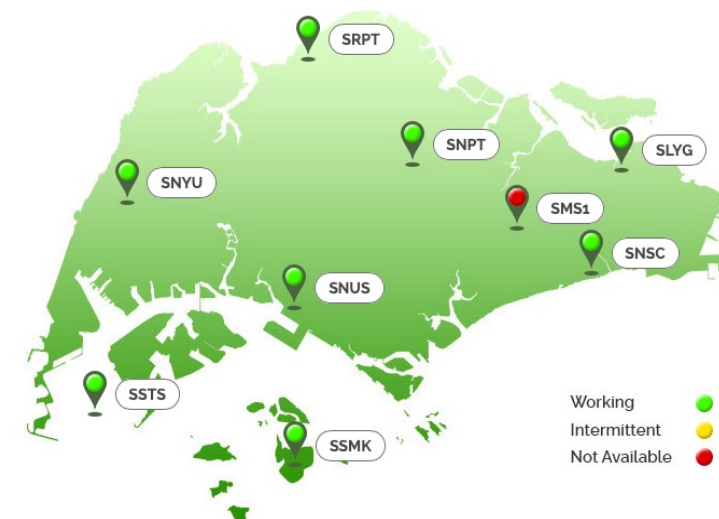 SRPT
SNPT
SLYG
SNYU
SMS1
SNSC
SNUS
SSTS
SSMK
Working
Intermittent
Not Available